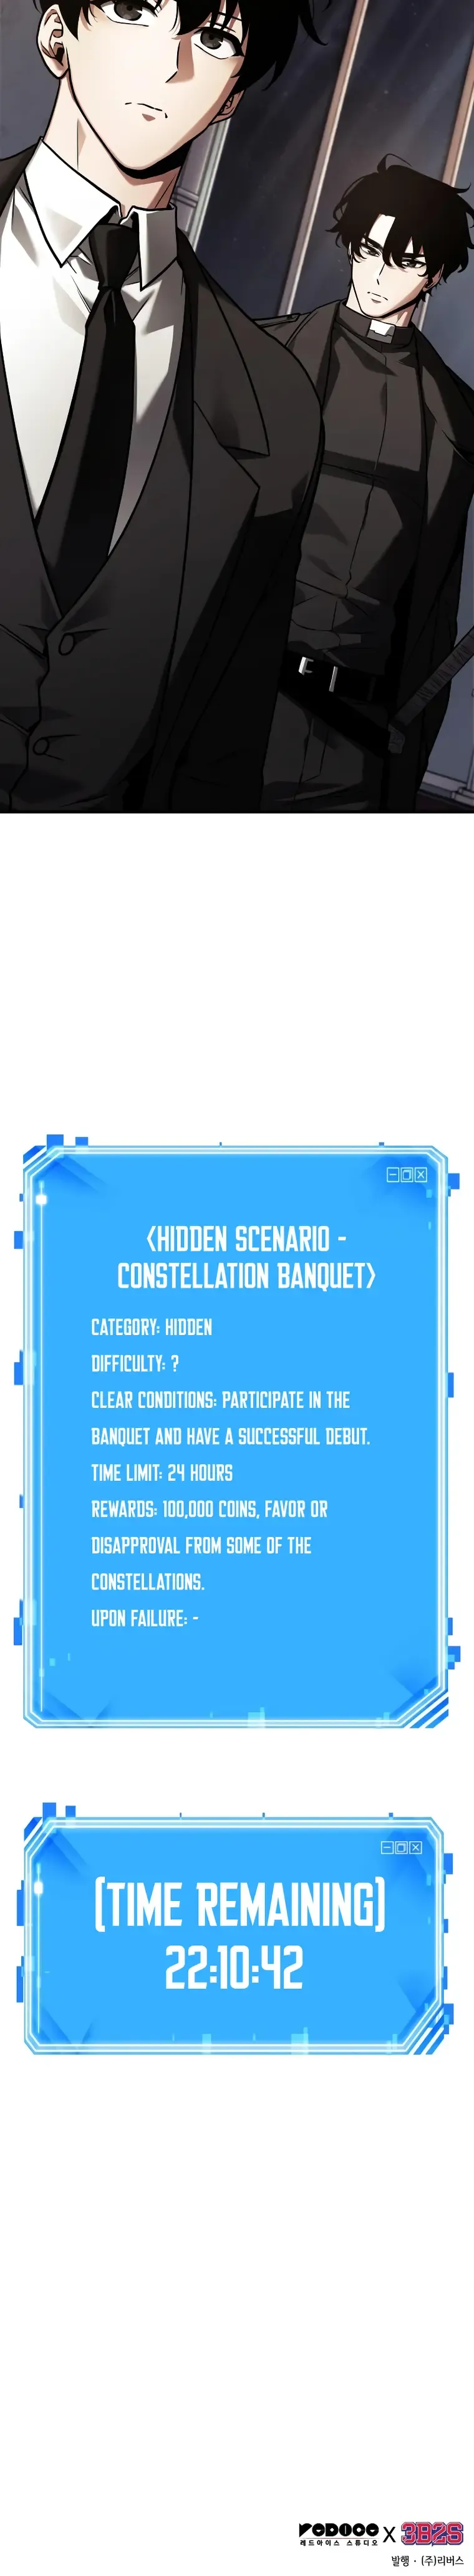 <HIDDEN SCENARIO -
CONSTELLATION BANQUET>
CATEGORY: HIDDEN
DIFFICULTY: ?
CLEAR CONDITIONS: PARTICIPATE IN THE
BANQUET AND HAVE A SUCCESSFUL DEBUT.
TIME LIMIT: 24 HOURS
REWARDS: 100,000 COINS, FAVOR OR
DISAPPROVAL FROM SOME OF THE
CONSTELLATIONS.
UPON FAILURE: -
[TIME REMAINING]
22:10:42
레드아이스 스튜디오 X 3B2S
발행 · (주)리버스